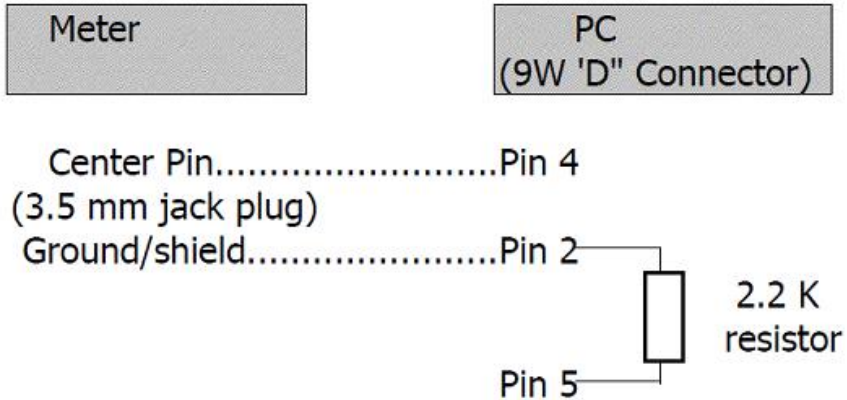 Meter
PC
(9W 'D" Connector)
Center Pin..........................Pin 4
(3.5 mm jack plug)
Ground/shield.......................Pin 2
2.2 K
resistor
Pin 5